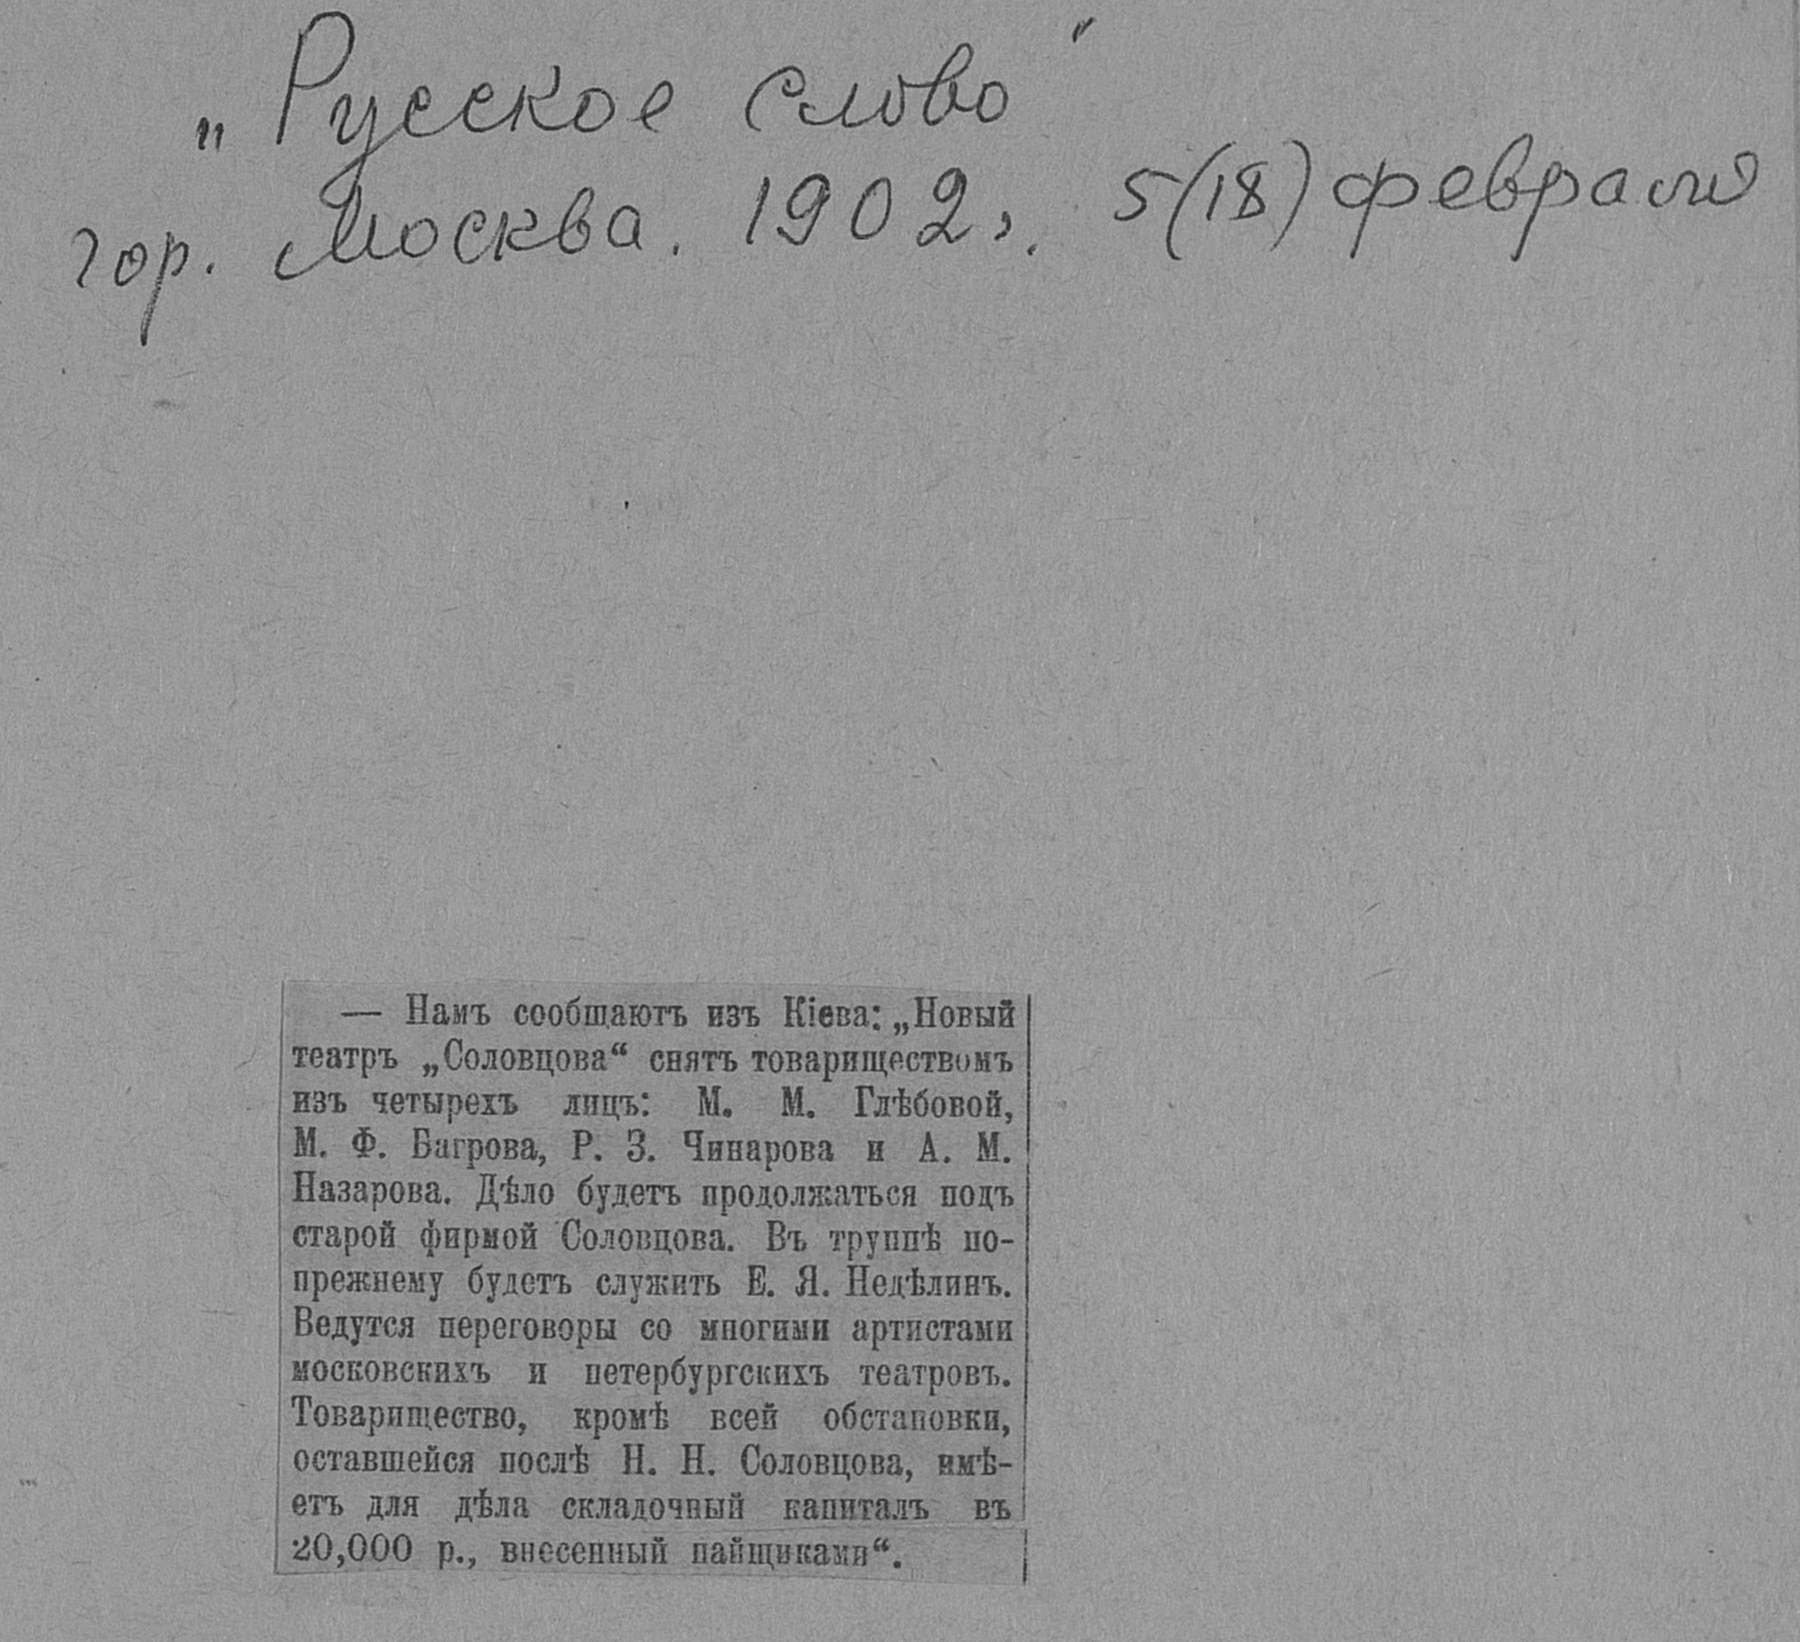 „Русское слово"
гор. Москва. 1902 г. 5(18) февраля
— Намъ сообщаютъ изъ Кіева: „Новый
театръ „Соловцова“ снятъ товариществомъ
изъ четырехъ лицъ: М. М. Глѣбовой,
М. Ф. Багрова, Р. З. Чинарова и А. М.
Назарова. Дѣло будетъ продолжаться подъ
старой фирмой Соловцова. Въ труппѣ по-
прежнему будетъ служить Е. Я. Недѣлинъ.
Ведутся переговоры со многими артистами
московскихъ и петербургскихъ театровъ.
Товарищество, кромѣ всей обстановки,
оставшейся послѣ Н. Н. Соловцова, имѣ-
етъ для дѣла складочный капиталъ въ
20,000 р., внесенный пайщиками“.